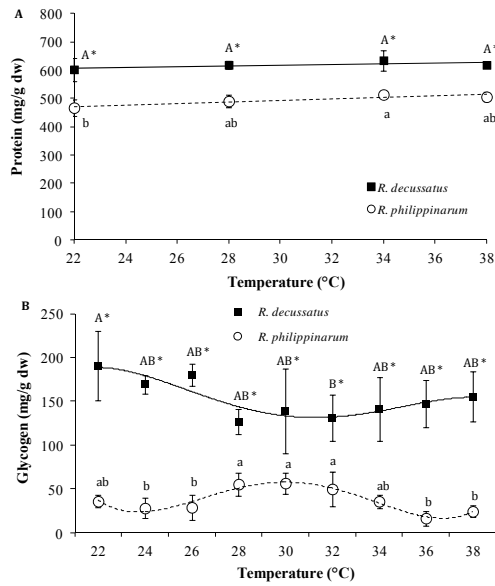 A
800
700
600
500
400
300
200
100
0
Protein (mg/g dw)
A*
A*
A*
A*
b
ab
a
ab
R. decussatus
R. philippinarum
22 24 26 28 30 32 34 36 38
Temperature (°C)
B
250
200
150
100
50
0
Glycogen (mg/g dw)
R. decussatus
R. philippinarum
A*
AB*
AB*
AB*
AB*
B*
AB*
AB*
AB*
ab
b
b
a
a
a
ab
b
b
22 24 26 28 30 32 34 36 38
Temperature (°C)